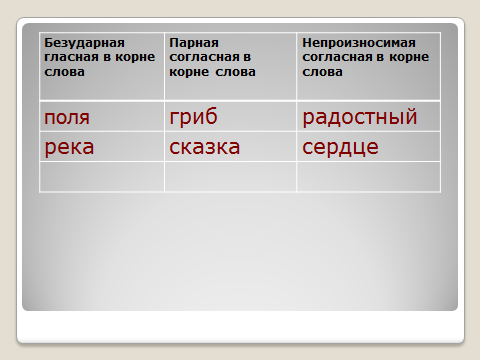 Безударная гласная в корне слова
Парная согласная в корне слова
Непроизносимая согласная в корне слова
поля гриб радостный
река сказка сердце